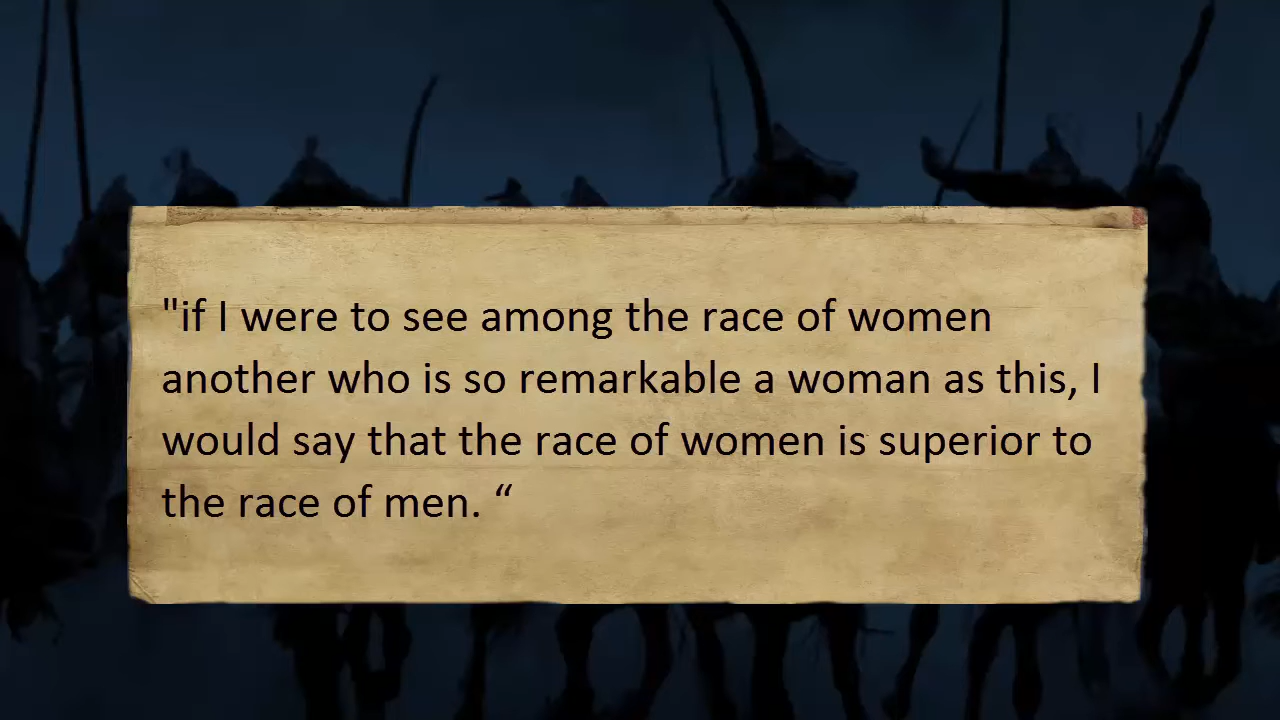 "if I were to see among the race of women
another who is so remarkable a woman as this, I
would say that the race of women is superior to
the race of men. “